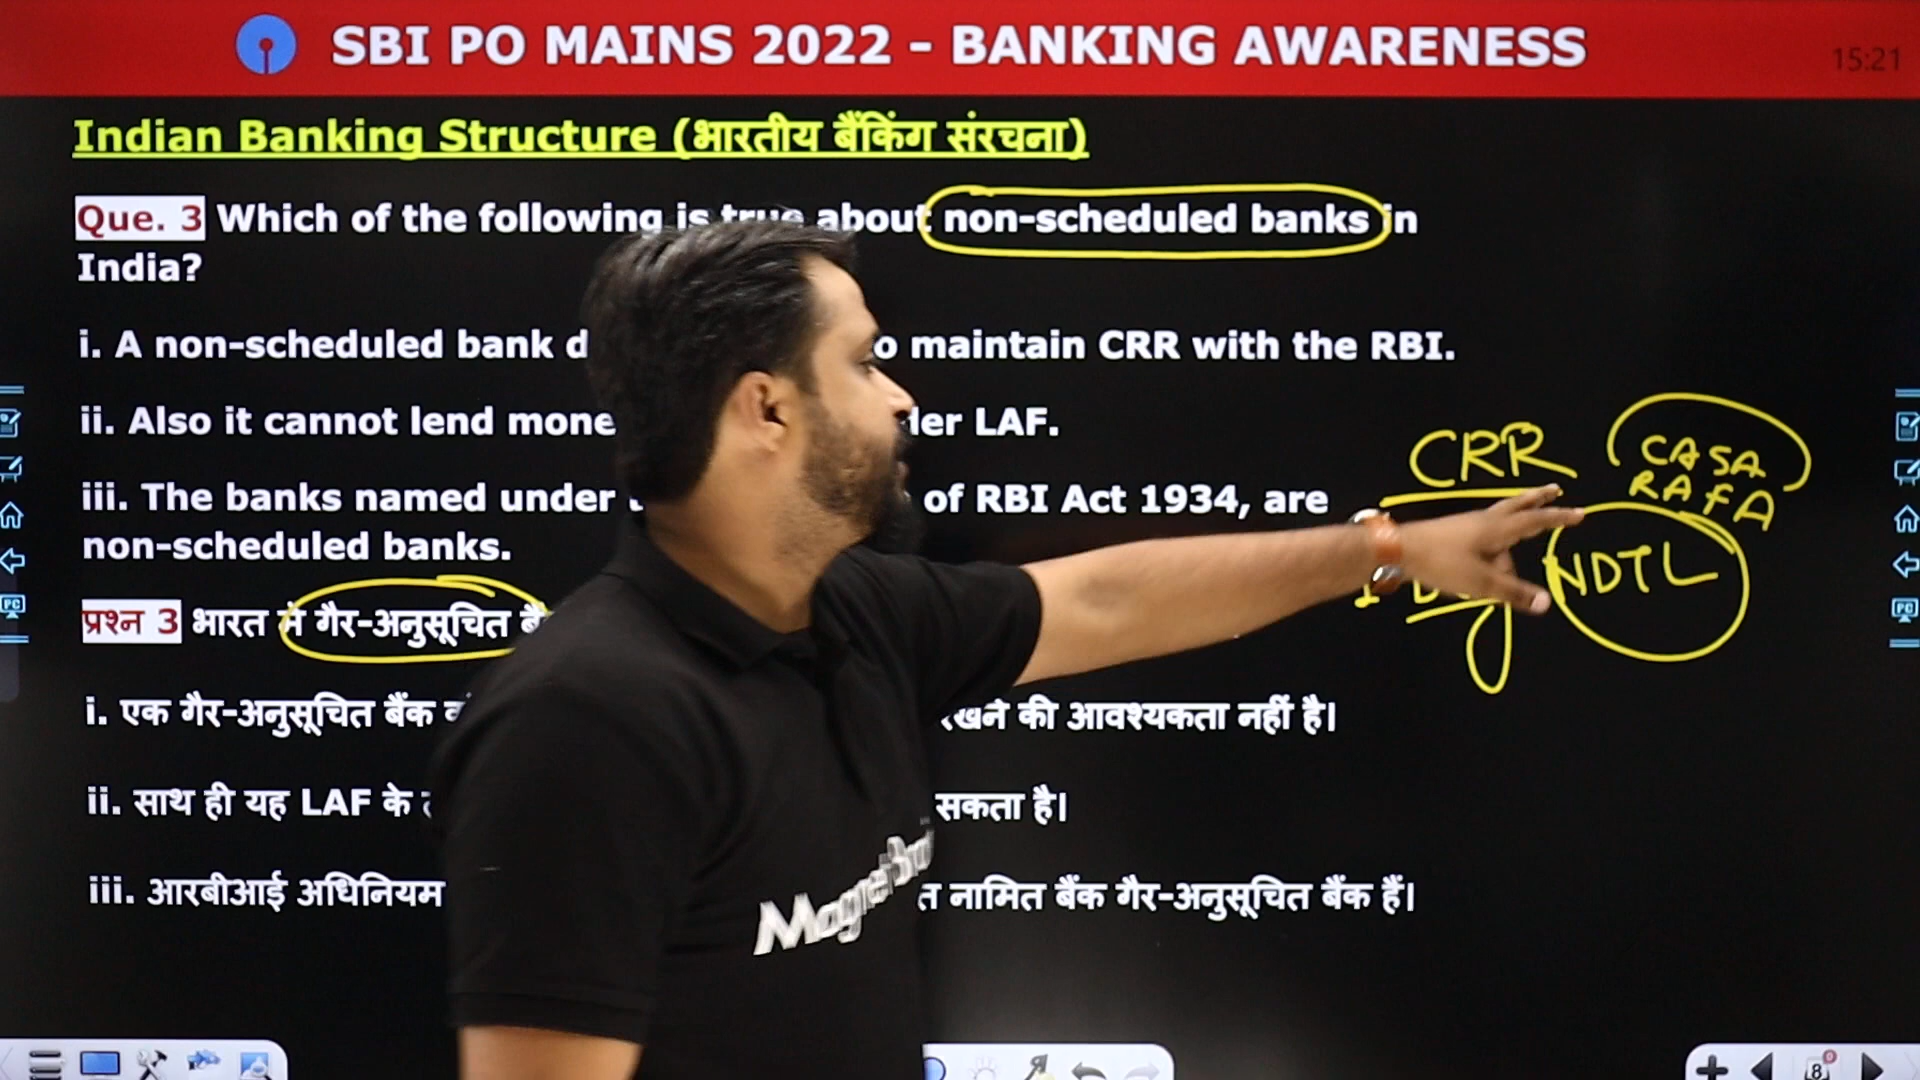 SBI PO MAINS 2022 - BANKING AWARENESS
15:21
Indian Banking Structure (भारतीय बैंकिंग संरचना)
Que. 3 Which of the following is true about non-scheduled banks in
India?
i. A non-scheduled bank maintain CRR with the RBI.
ii. Also it cannot lend LAF.
iii. The banks named under of RBI Act 1934, are
non-scheduled banks.
CRR
CASA
RAFA
NDTL
प्रश्न 3 भारत में गैर-अनुसूचित
i. एक गैर-अनुसूचित बैंक की आवश्यकता नहीं है।
ii. साथ ही यह LAF के सकता है।
iii. आरबीआई अधिनियम नामित बैंक गैर-अनुसूचित बैंक हैं।
8